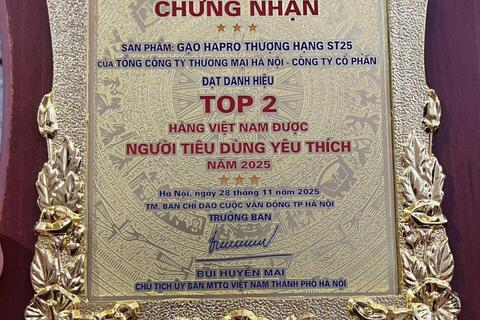 CHỨNG NHẬN
SẢN PHẨM: GẠO HAPRO THƯỢNG HẠNG ST25
CỦA TỔNG CÔNG TY THƯƠNG MẠI HÀ NỘI - CÔNG TY CỔ PHẦN
ĐẠT DANH HIỆU
TOP 2
HÀNG VIỆT NAM ĐƯỢC
NGƯỜI TIÊU DÙNG YÊU THÍCH
NĂM 2025
Hà Nội, ngày 28 tháng 11 năm 2025
TM. BAN CHỈ ĐẠO CUỘC VẬN ĐỘNG TP HÀ NỘI
TRƯỞNG BAN
BÙI HUYỀN MAI
CHỦ TỊCH UỶ BAN MTTQ VIỆT NAM THÀNH PHỐ HÀ NỘI